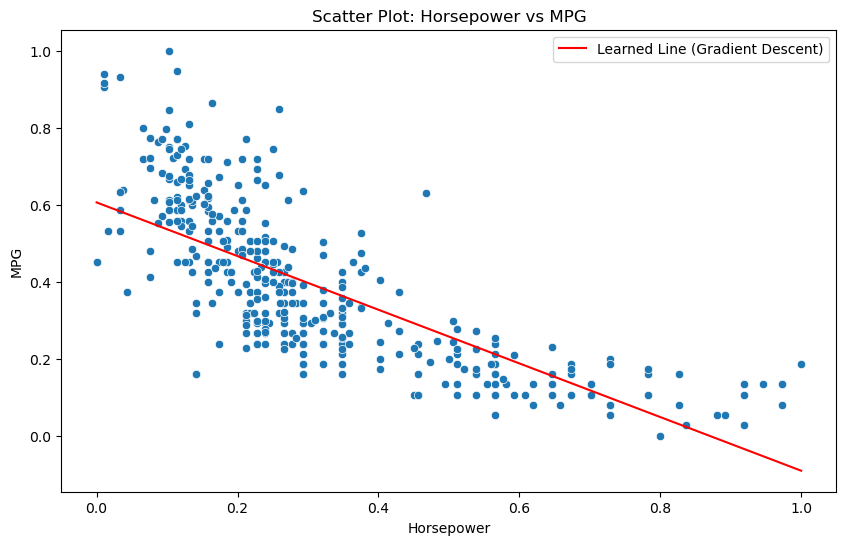 Scatter Plot: Horsepower vs MPG
Learned Line (Gradient Descent)
MPG
1.0
0.8
0.6
0.4
0.2
0.0
0.0 0.2 0.4 0.6 0.8 1.0
Horsepower